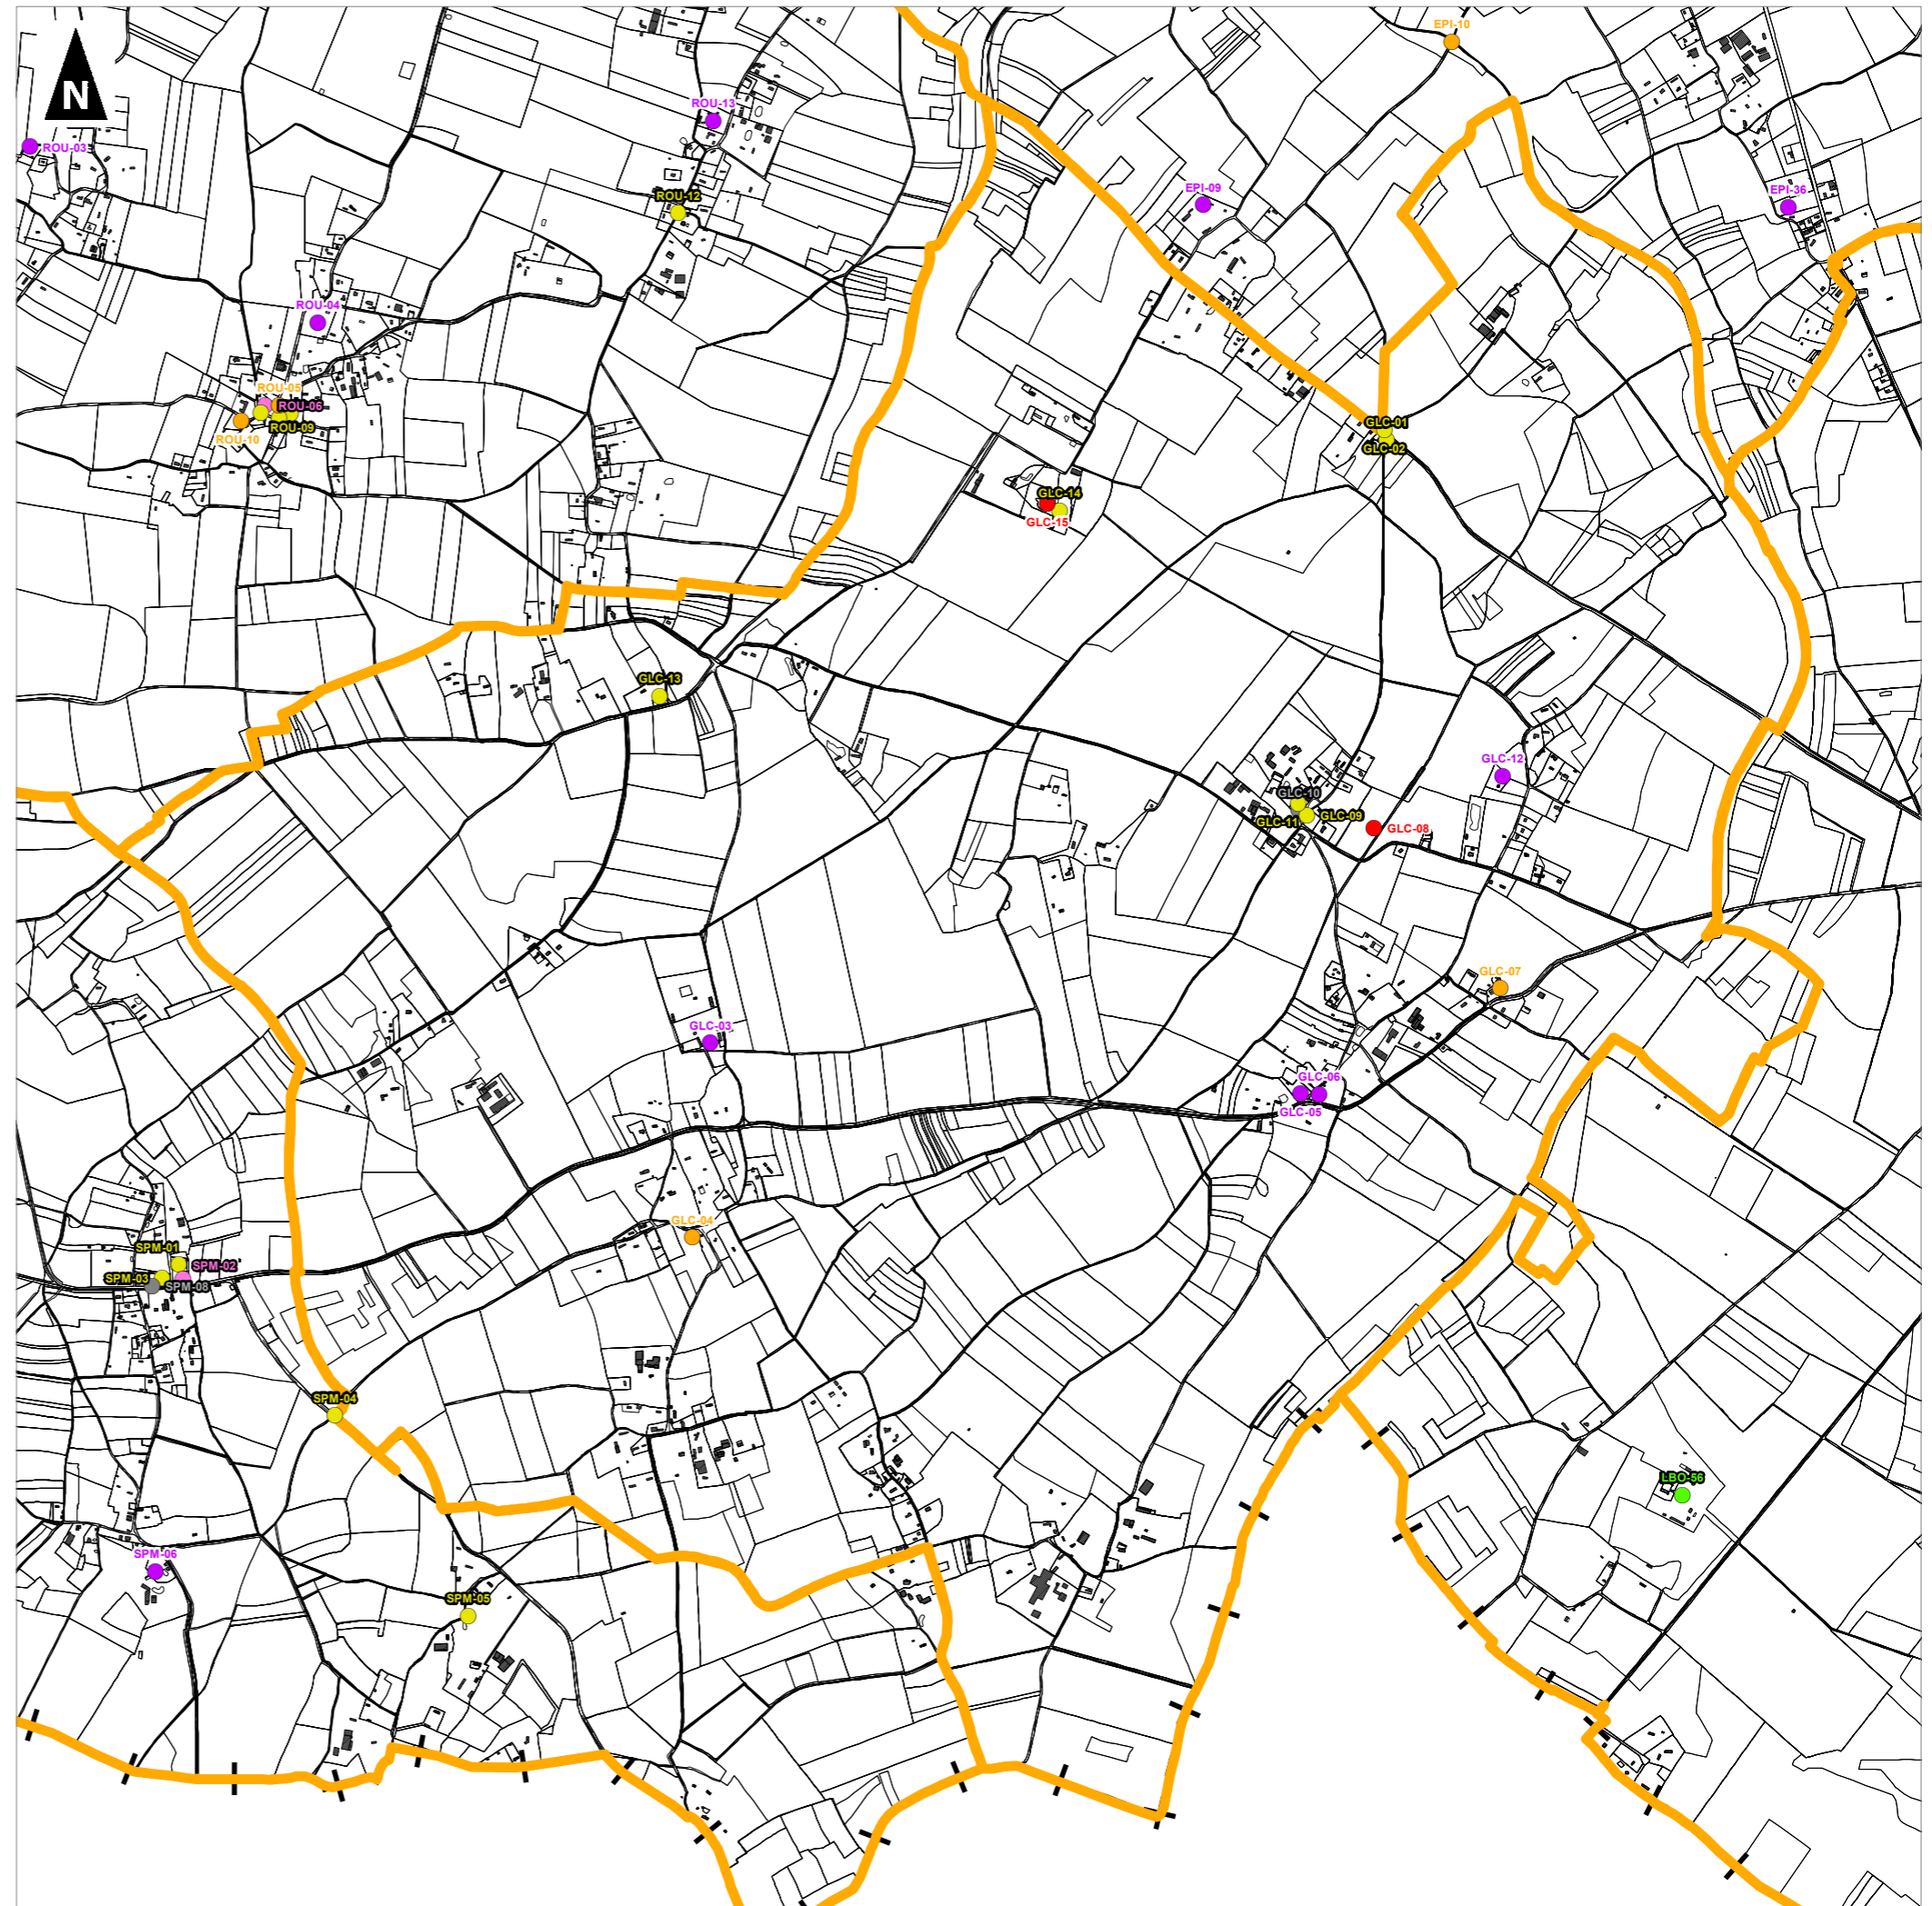 EPI-10
N
ROU-13
ROU-03
EPI-09
EPI-36
ROU-12
ROU-04
ROU-05
ROU-06
ROU-09
ROU-10
GLC-01
GLC-02
GLC-14
GLC-15
GLC-13
GLC-12
GLC-10
GLC-11
GLC-09
GLC-08
GLC-07
GLC-03
GLC-06
GLC-05
GLC-04
SPM-01
SPM-02
SPM-03
SPM-08
SPM-04
LBO-56
SPM-06
SPM-05